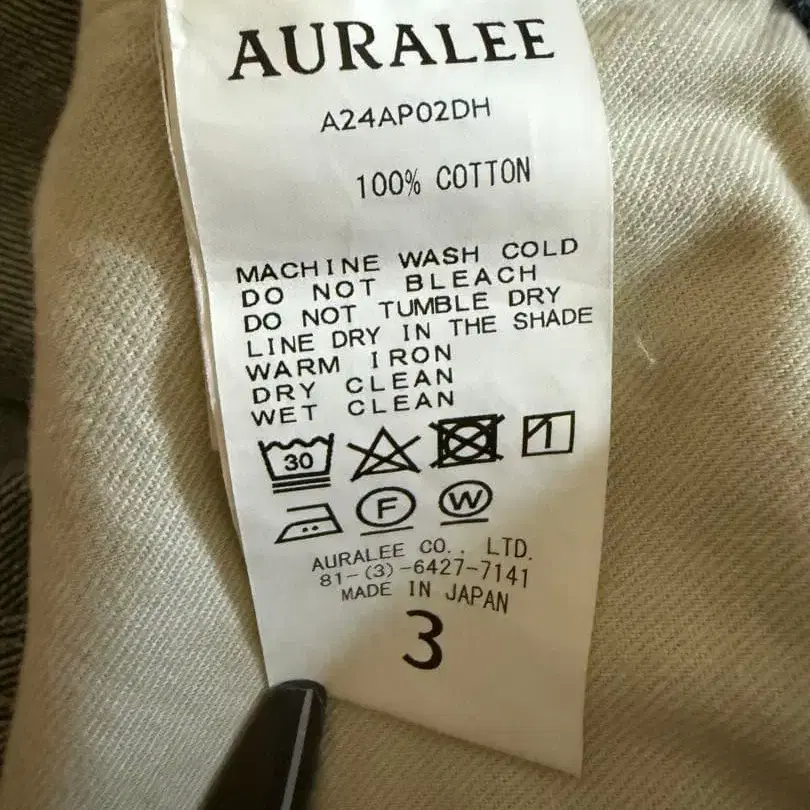 AURALEE
A24AP02DH
100% COTTON
MACHINE WASH COLD
DO NOT BLEACH
DO NOT TUMBLE DRY
LINE DRY IN THE SHADE
WARM IRON
DRY CLEAN
WET CLEAN
30
F W
AURALEE CO., LTD.
81-(3)-6427-7141
MADE IN JAPAN
3